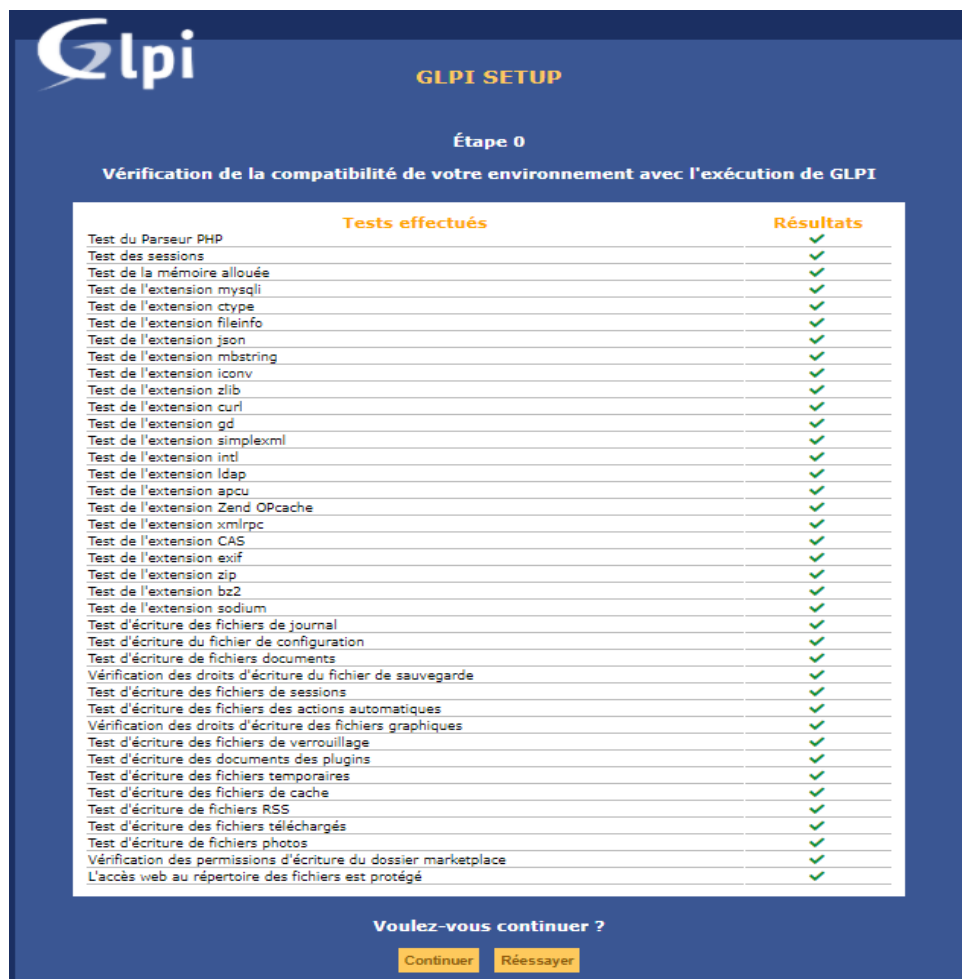 Glpi
GLPI SETUP
Étape 0
Vérification de la compatibilité de votre environnement avec l'exécution de GLPI
Tests effectués Résultats
Test du Parseur PHP
Test des sessions
Test de la mémoire allouée
Test de l'extension mysqli
Test de l'extension ctype
Test de l'extension fileinfo
Test de l'extension json
Test de l'extension mbstring
Test de l'extension iconv
Test de l'extension zlib
Test de l'extension curl
Test de l'extension gd
Test de l'extension simplexml
Test de l'extension intl
Test de l'extension ldap
Test de l'extension apcu
Test de l'extension Zend OPcache
Test de l'extension xmlrpc
Test de l'extension CAS
Test de l'extension exif
Test de l'extension zip
Test de l'extension bz2
Test de l'extension sodium
Test d'écriture des fichiers de journal
Test d'écriture du fichier de configuration
Test d'écriture de fichiers documents
Vérification des droits d'écriture du fichier de sauvegarde
Test d'écriture des fichiers de sessions
Test d'écriture des fichiers des actions automatiques
Vérification des droits d'écriture des fichiers graphiques
Test d'écriture des fichiers de verrouillage
Test d'écriture des documents des plugins
Test d'écriture des fichiers temporaires
Test d'écriture des fichiers de cache
Test d'écriture de fichiers RSS
Test d'écriture des fichiers téléchargés
Test d'écriture de fichiers photos
Vérification des permissions d'écriture du dossier marketplace
L'accès web au répertoire des fichiers est protégé
Voulez-vous continuer ?
Continuer Réessayer